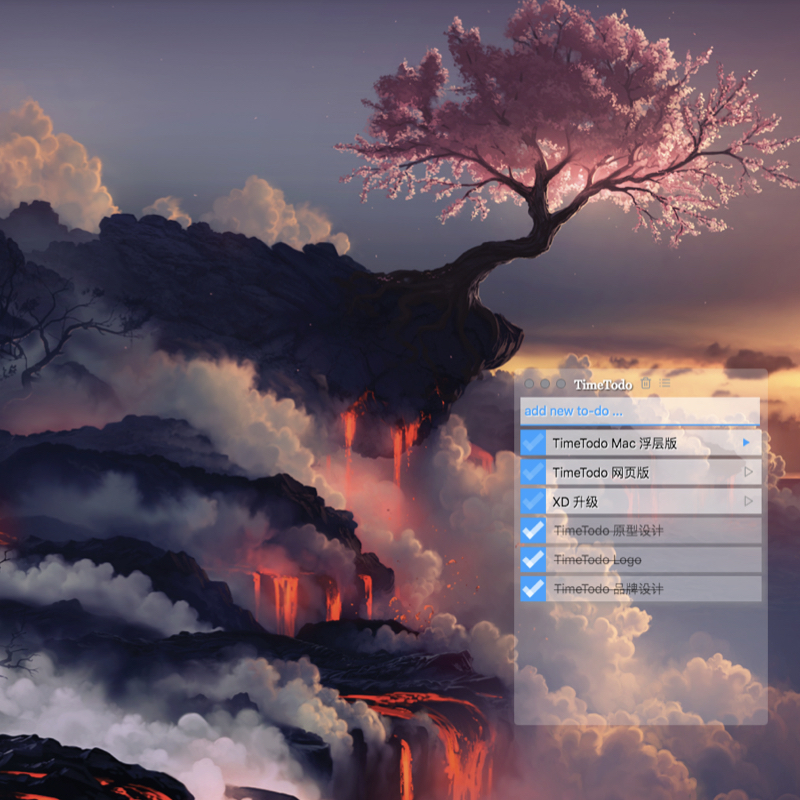 TimeTodo
add new to-do ...
TimeTodo Mac 浮层版
TimeTodo 网页版
XD 升级
TimeTodo 原型设计
TimeTodo Logo
TimeTodo 品牌设计